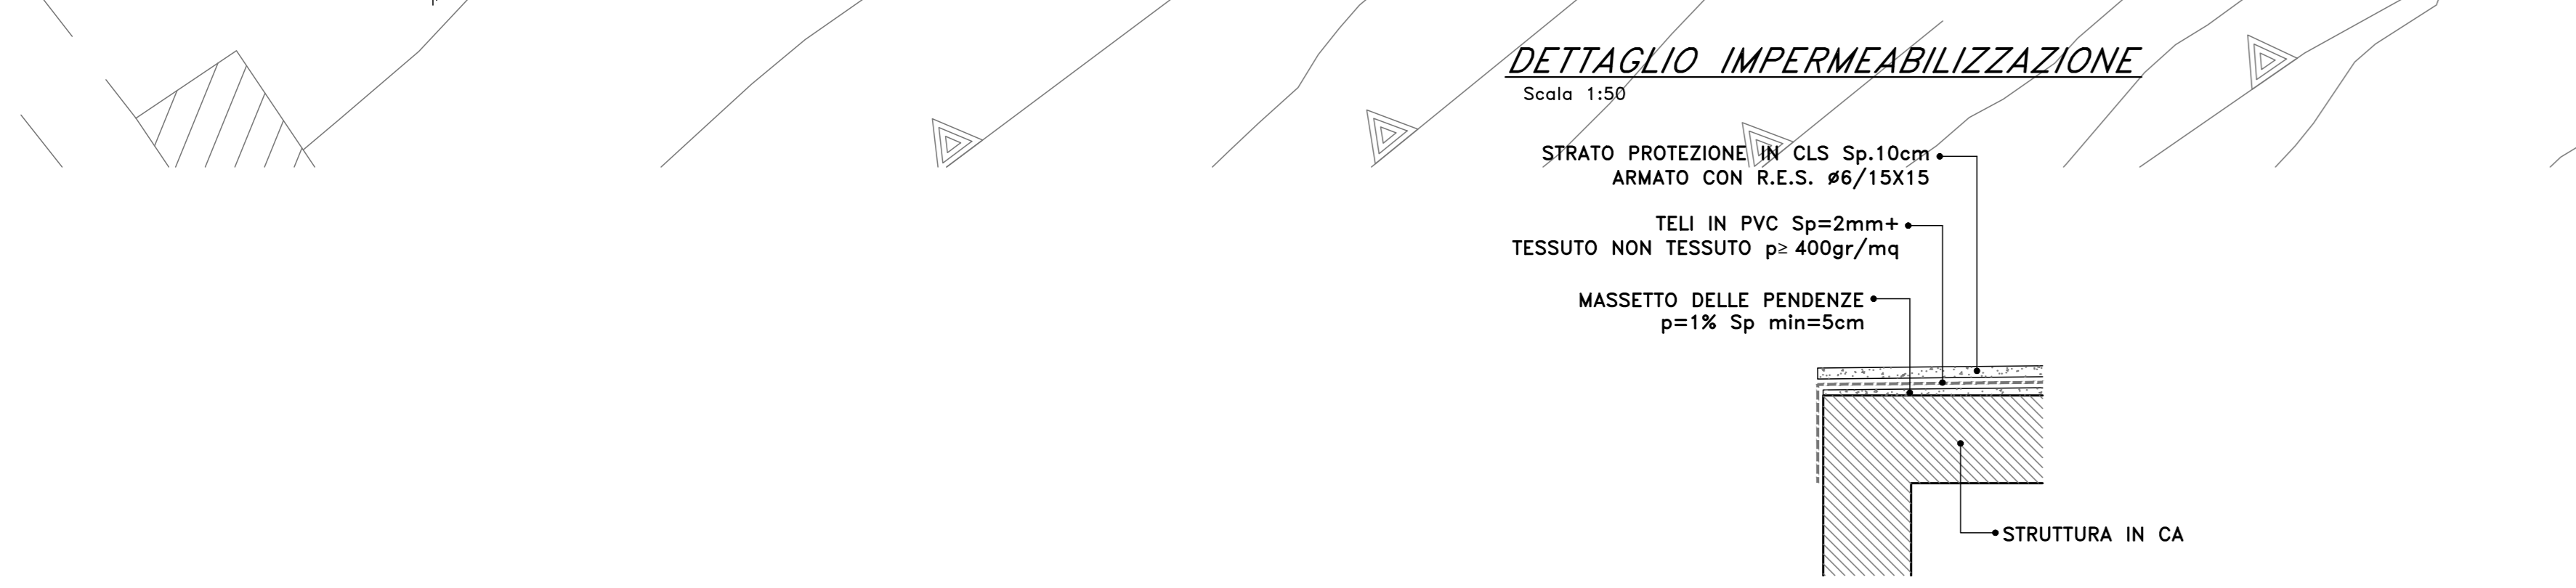 DETTAGLIO IMPERMEABILIZZAZIONE
Scala 1:50
STRATO PROTEZIONE IN CLS Sp.10cm
ARMATO CON R.E.S. ø6/15X15
TELI IN PVC Sp=2mm+
TESSUTO NON TESSUTO p≥ 400gr/mq
MASSETTO DELLE PENDENZE
p=1% Sp min=5cm
STRUTTURA IN CA